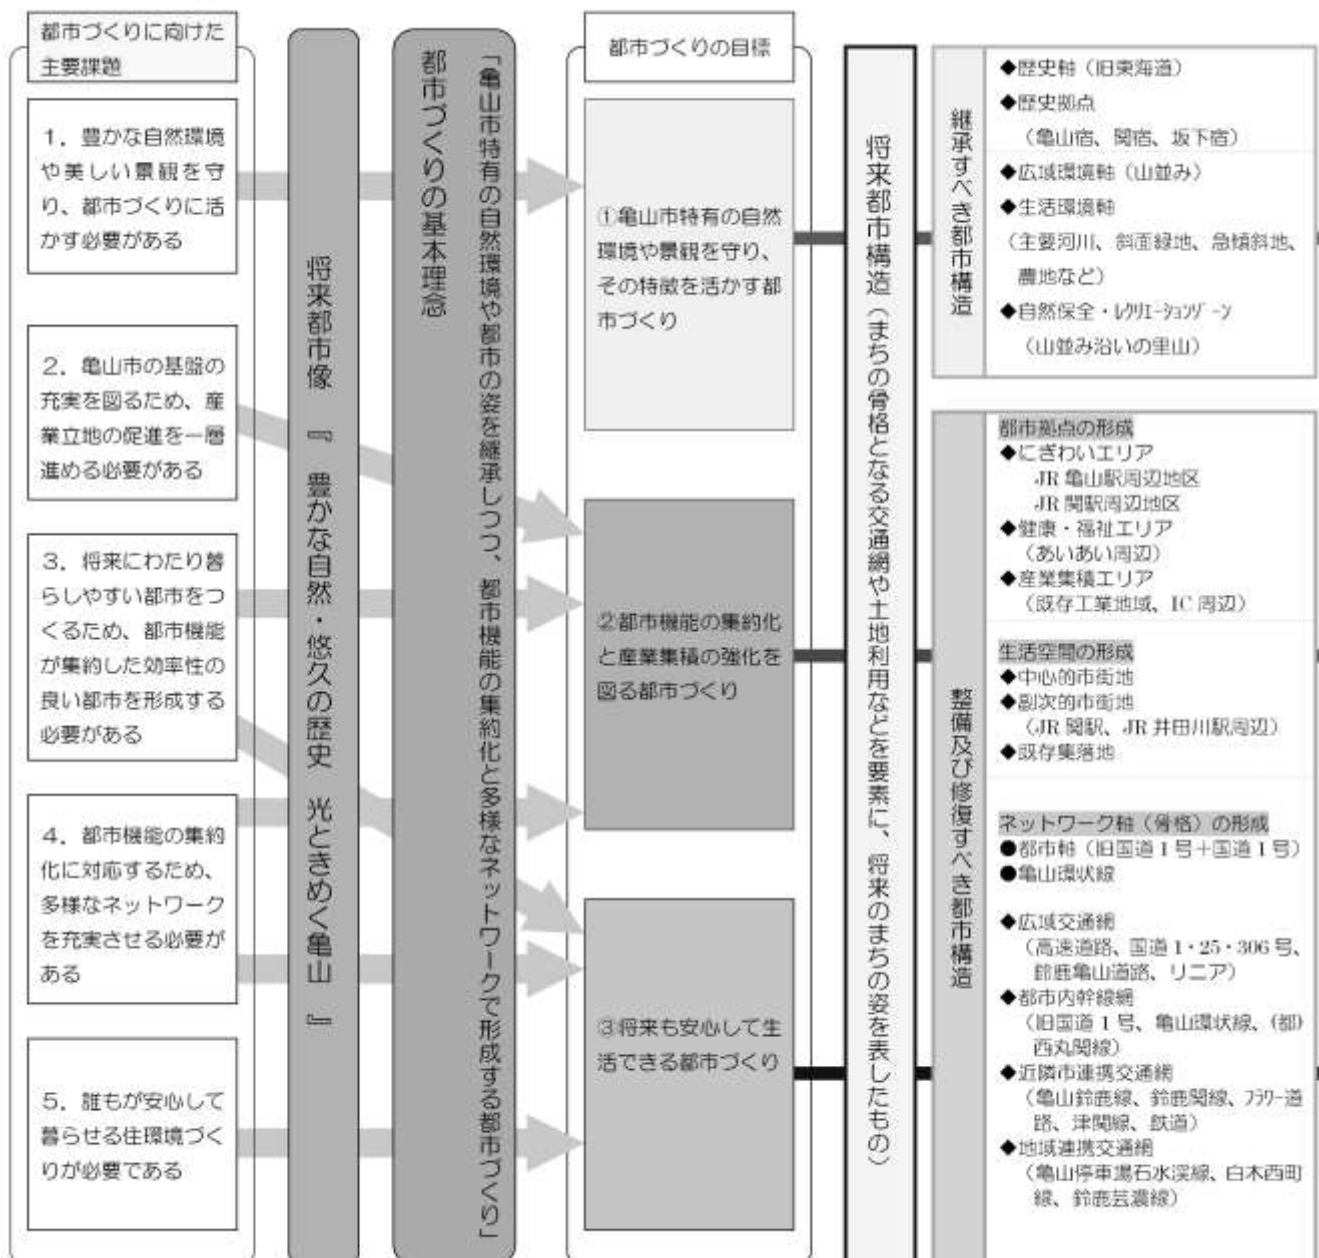 都市づくりに向けた
主要課題
1．豊かな自然環境
や美しい景観を守
り、都市づくりに活
かす必要がある
2．亀山市の基盤の
充実を図るため、産
業立地の促進を一層
進める必要がある
3．将来にわたり暮
らしやすい都市をつ
くるため、都市機能
が集約した効率性の
良い都市を形成する
必要がある
4．都市機能の集約
化に対応するため、
多様なネットワーク
を充実させる必要が
ある
5．誰もが安心して
暮らせる住環境づく
りが必要である
将来都市像 『 豊かな自然・悠久の歴史 光ときめく亀山 』
都市づくりの基本理念
「亀山市特有の自然環境や都市の姿を継承しつつ、都市機能の集約化と多様なネットワークで形成する都市づくり」
都市づくりの目標
①亀山市特有の自然
環境や景観を守り、
その特徴を活かす都
市づくり
②都市機能の集約化
と産業集積の強化を
図る都市づくり
③将来も安心して生
活できる都市づくり
将来都市構造（まちの骨格となる交通網や土地利用などを要素に、将来のまちの姿を表したもの）
継承すべき都市構造
◆歴史軸（旧東海道）
◆歴史拠点
（亀山宿、関宿、坂下宿）
◆広域環境軸（山並み）
◆生活環境軸
（主要河川、斜面緑地、急傾斜地、
農地など）
◆自然保全・ﾚｸﾘｴｰｼｮﾝｿﾞｰﾝ
（山並み沿いの里山）
整備及び修復すべき都市構造
都市拠点の形成
◆にぎわいエリア
JR 亀山駅周辺地区
JR 関駅周辺地区
◆健康・福祉エリア
（あいあい周辺）
◆産業集積エリア
（既存工業地域、IC 周辺）
生活空間の形成
◆中心的市街地
◆副次的市街地
（JR 関駅、JR 井田川駅周辺）
◆既存集落地
ネットワーク軸（骨格）の形成
●都市軸（旧国道 1 号＋国道 1 号）
●亀山環状線
◆広域交通網
（高速道路、国道 1・25・306 号、
鈴鹿亀山道路、リニア）
◆都市内幹線網
（旧国道 1 号、亀山環状線、(都)
西丸関線）
◆近隣市連携交通網
（亀山鈴鹿線、鈴鹿関線、ﾌﾗﾜｰ道
路、津関線、鉄道）
◆地域連携交通網
（亀山停車場石水渓線、白木西町
線、鈴鹿芸濃線）